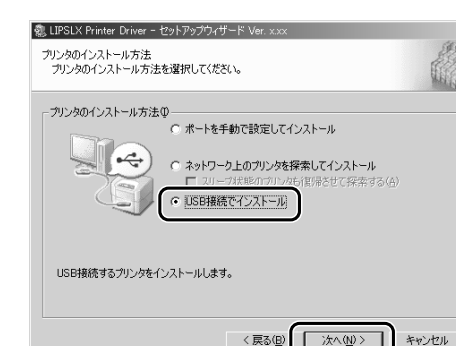 LIPSLX Printer Driver - セットアップウィザード Ver. x.xx
プリンタのインストール方法
プリンタのインストール方法を選択してください。
プリンタのインストール方法(I)
ポートを手動で設定してインストール
ネットワーク上のプリンタを探索してインストール
スリープ状態のプリンタも復帰させて探索する(A)
USB接続でインストール
USB接続するプリンタをインストールします。
< 戻る(B) 次へ(N) > キャンセル